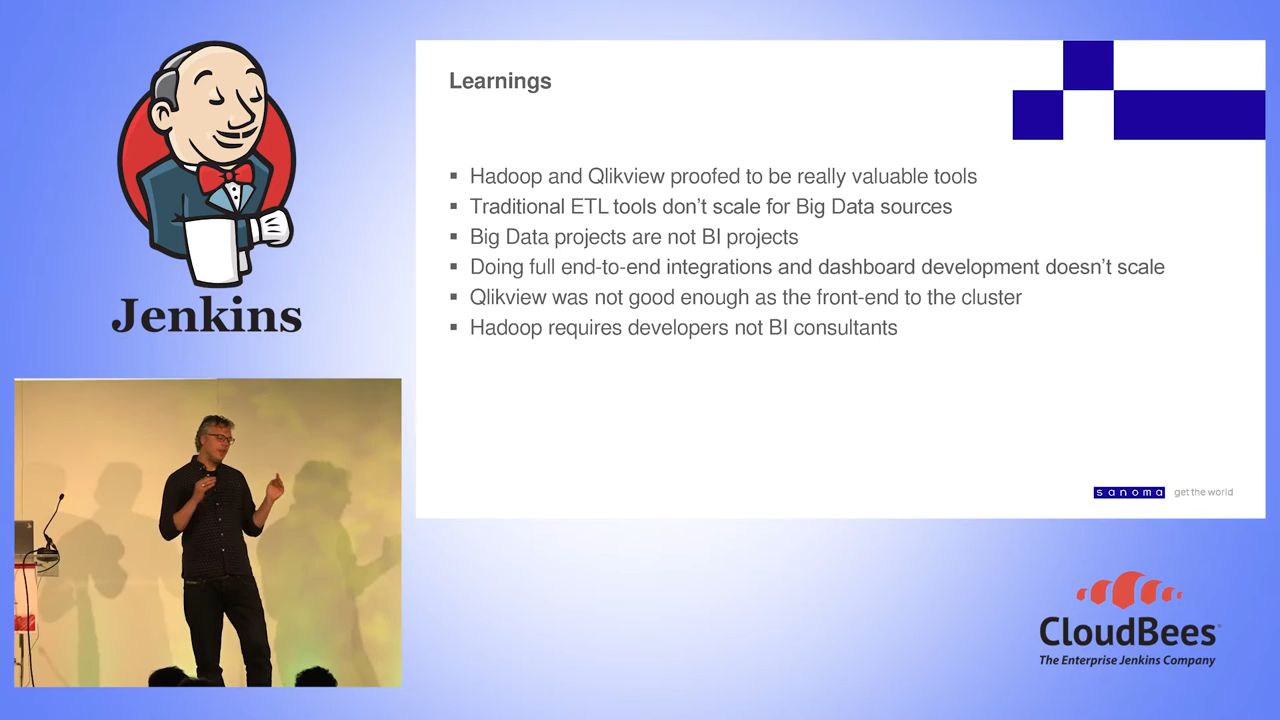 Jenkins
Learnings
▪ Hadoop and Qlikview proofed to be really valuable tools
▪ Traditional ETL tools don't scale for Big Data sources
▪ Big Data projects are not BI projects
▪ Doing full end-to-end integrations and dashboard development doesn't scale
▪ Qlikview was not good enough as the front-end to the cluster
▪ Hadoop requires developers not BI consultants
sanoma get the world
CloudBees
The Enterprise Jenkins Company